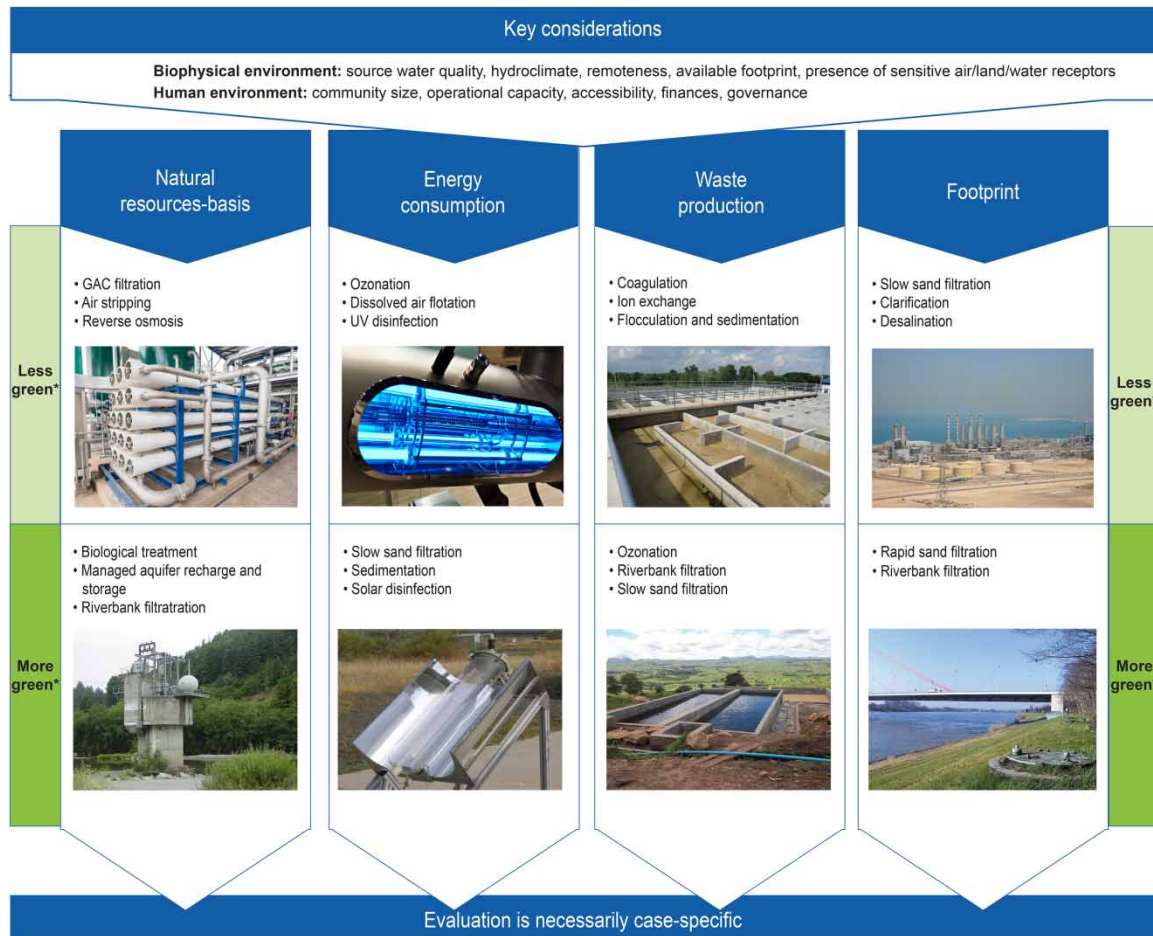 Key considerations
Biophysical environment: source water quality, hydroclimate, remoteness, available footprint, presence of sensitive air/land/water receptors
Human environment: community size, operational capacity, accessibility, finances, governance
Natural
resources-basis
Energy
consumption
Waste
production
Footprint
Less
green*
• GAC filtration
• Air stripping
• Reverse osmosis
• Ozonation
• Dissolved air flotation
• UV disinfection
• Coagulation
• Ion exchange
• Flocculation and sedimentation
• Slow sand filtration
• Clarification
• Desalination
Less
green*
More
green*
• Biological treatment
• Managed aquifer recharge and
storage
• Riverbank filtratration
• Slow sand filtration
• Sedimentation
• Solar disinfection
• Ozonation
• Riverbank filtration
• Slow sand filtration
• Rapid sand filtration
• Riverbank filtration
More
green*
Evaluation is necessarily case-specific